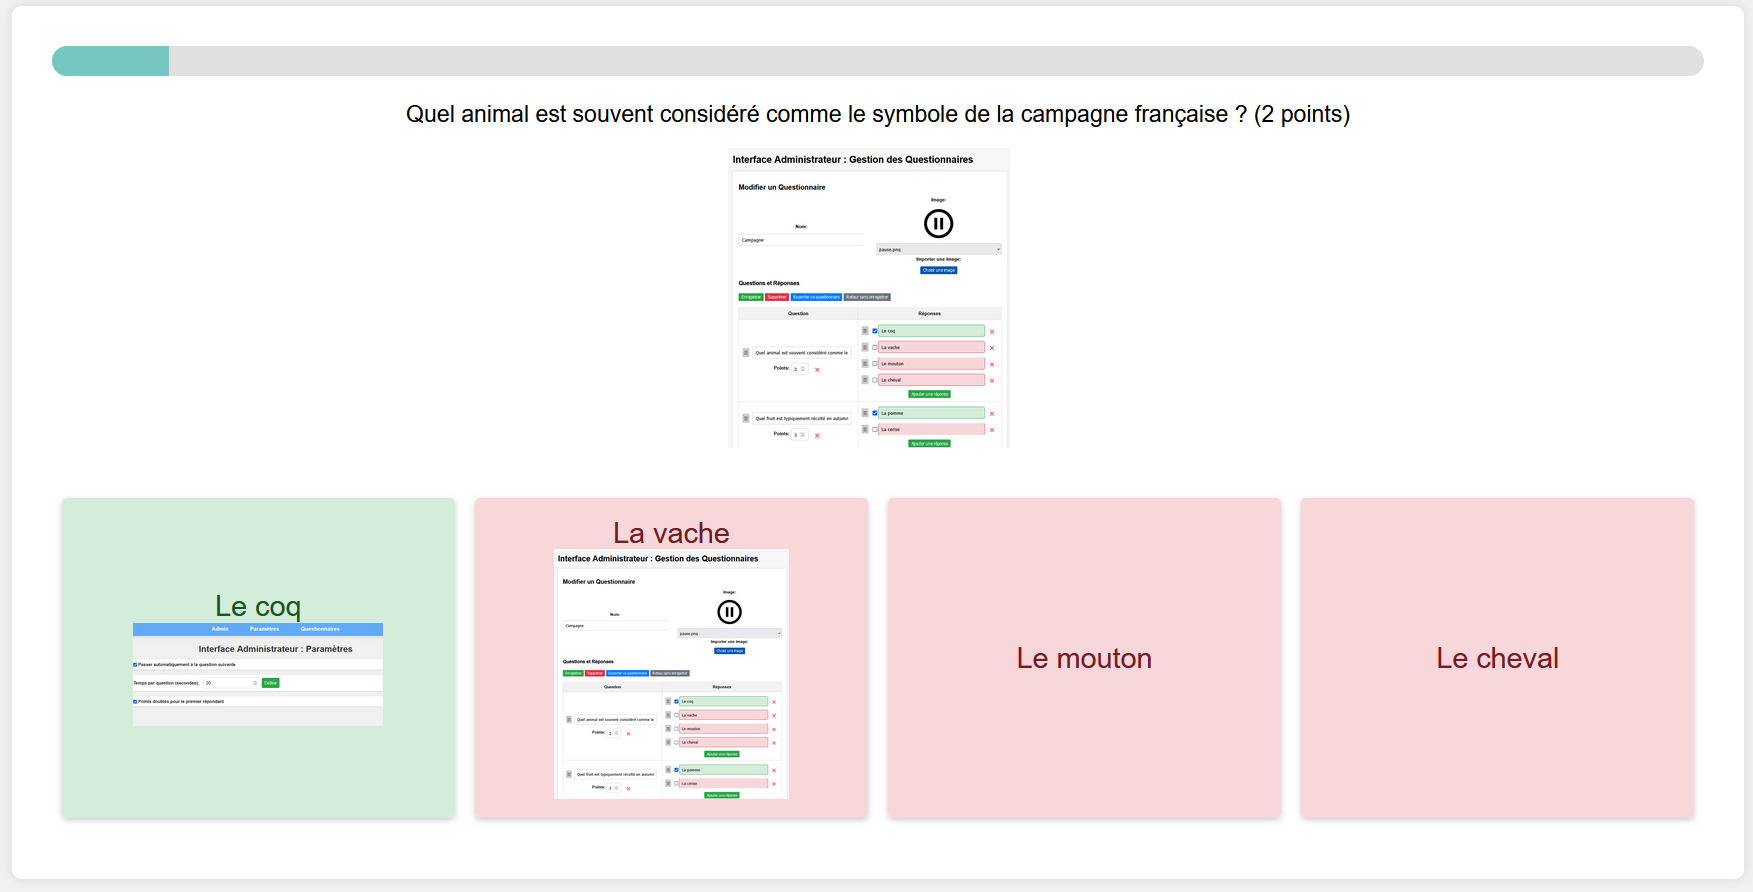 Quel animal est souvent considéré comme le symbole de la campagne française ? (2 points)
Interface Administrateur : Gestion des Questionnaires
Modifier un Questionnaire
Image:
Nom:
Campagne
pause.png
Importer une image:
Choisir une image
Questions et Réponses
Enregistrer Supprimer Exporter ce questionnaire Retour sans enregistrer
Question Réponses
Le coq
La vache
Quel animal est souvent considéré comme le
Le mouton
Points: 2
Le cheval
Ajouter une réponse
La pomme
Quel fruit est typiquement récolté en automn
La cerise
Points: 3
Ajouter une réponse
Le coq
Admin Paramètres Questionnaires
Interface Administrateur : Paramètres
Passer automatiquement à la question suivante
Temps par question (secondes): 20 Définir
Points doublés pour le premier répondant
La vache
Interface Administrateur : Gestion des Questionnaires
Modifier un Questionnaire
Image:
Nom:
Campagne
pause.png
Importer une image:
Choisir une image
Questions et Réponses
Enregistrer Supprimer Exporter ce questionnaire Retour sans enregistrer
Question Réponses
Le coq
La vache
Quel animal est souvent considéré comme le
Le mouton
Points: 2
Le cheval
Ajouter une réponse
La pomme
Quel fruit est typiquement récolté en automn
La cerise
Points: 3
Ajouter une réponse
Le mouton
Le cheval